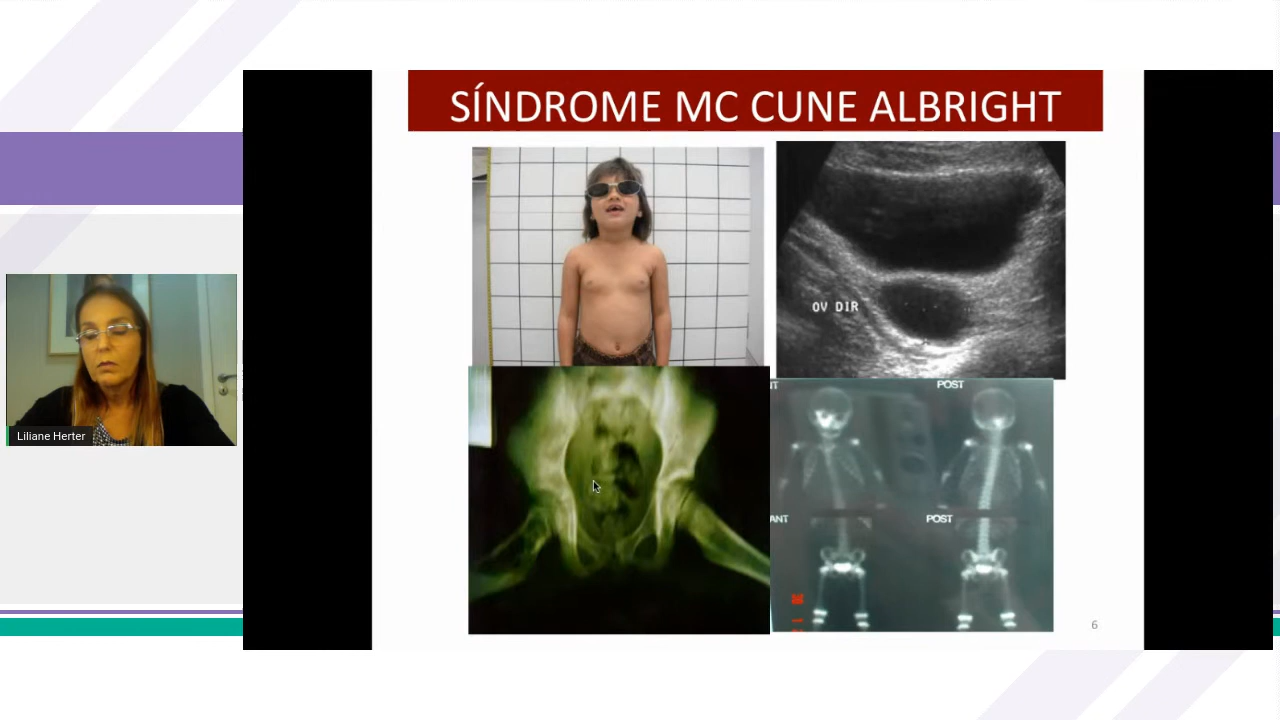 SÍNDROME MC CUNE ALBRIGHT
OV DIR
POST
ANT
POST
Liliane Herter
6